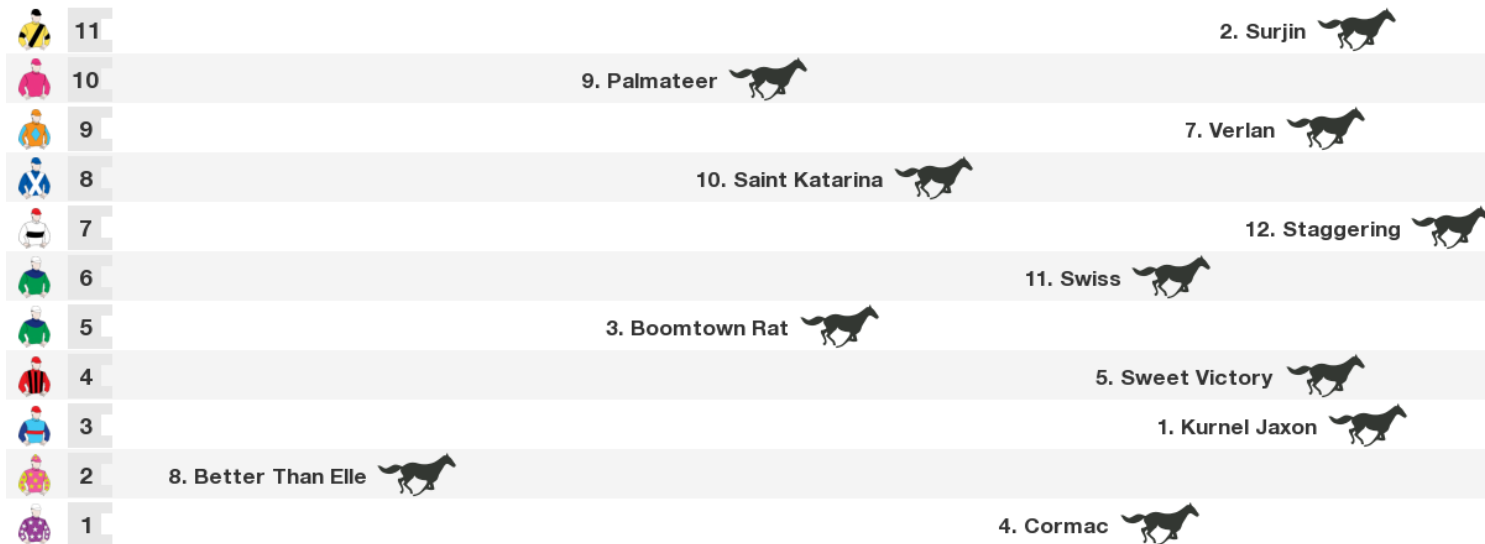 11 2. Surjin
10 9. Palmateer
9 7. Verlan
8 10. Saint Katarina
7 12. Staggering
6 11. Swiss
5 3. Boomtown Rat
4 5. Sweet Victory
3 1. Kurnel Jaxon
2 8. Better Than Elle
1 4. Cormac